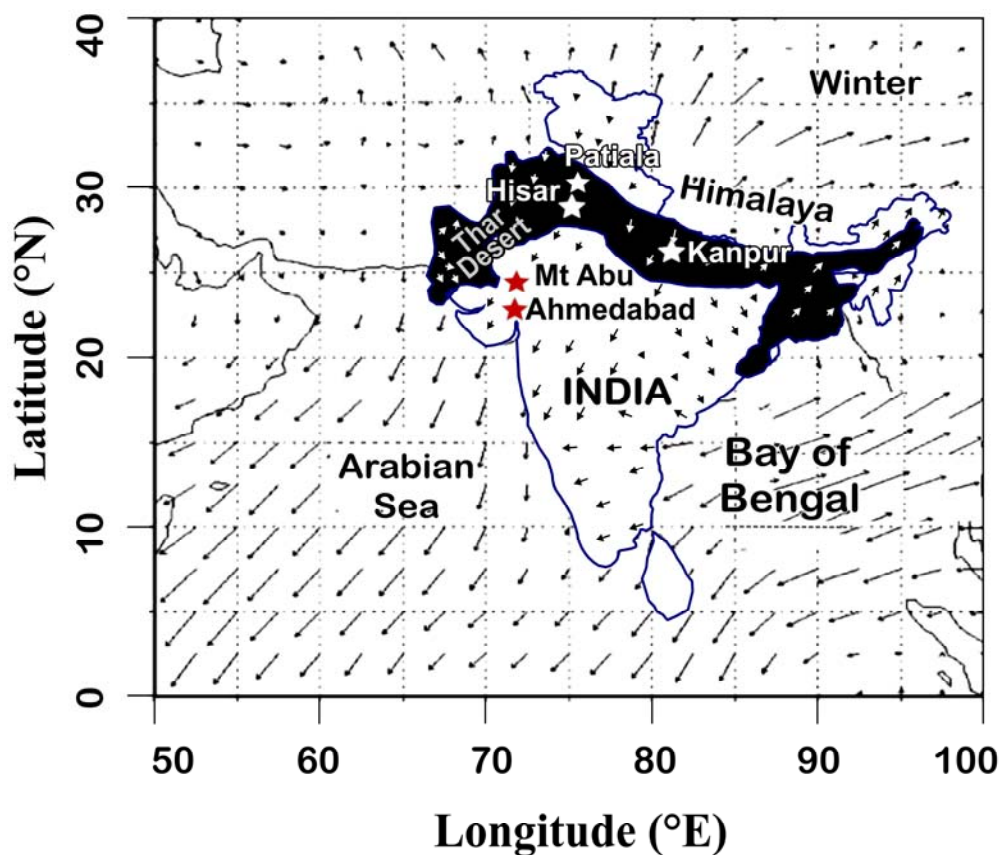 40
30
20
10
0
Latitude (°N)
Winter
Patiala
Hisar
Himalaya
Thar
Desert
Kanpur
Mt Abu
Ahmedabad
INDIA
Arabian
Sea
Bay of
Bengal
50 60 70 80 90 100
Longitude (°E)